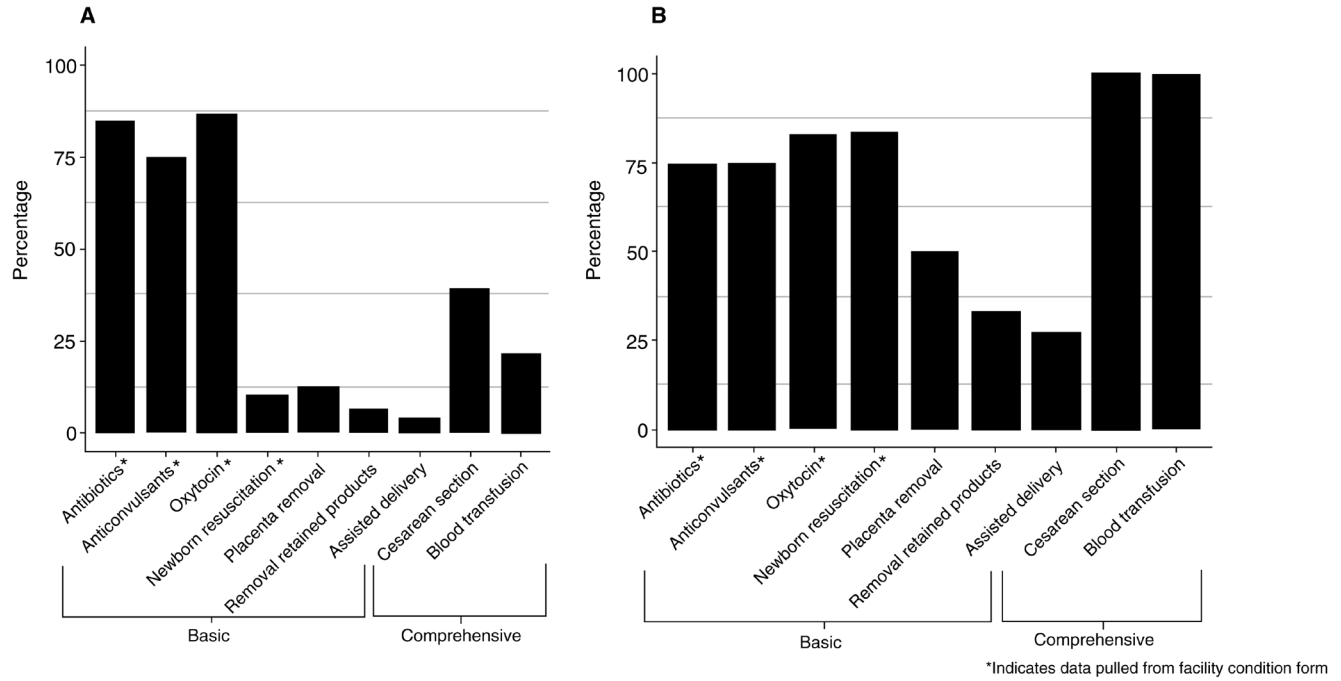 A
Percentage
100
75
50
25
0
Antibiotics*
Anticonvulsants*
Oxytocin*
Newborn resuscitation*
Placenta removal
Removal retained products
Assisted delivery
Cesarean section
Blood transfusion
Basic
Comprehensive
B
Percentage
100
75
50
25
0
Antibiotics*
Anticonvulsants*
Oxytocin*
Newborn resuscitation*
Placenta removal
Removal retained products
Assisted delivery
Cesarean section
Blood transfusion
Basic
Comprehensive
*Indicates data pulled from facility condition form